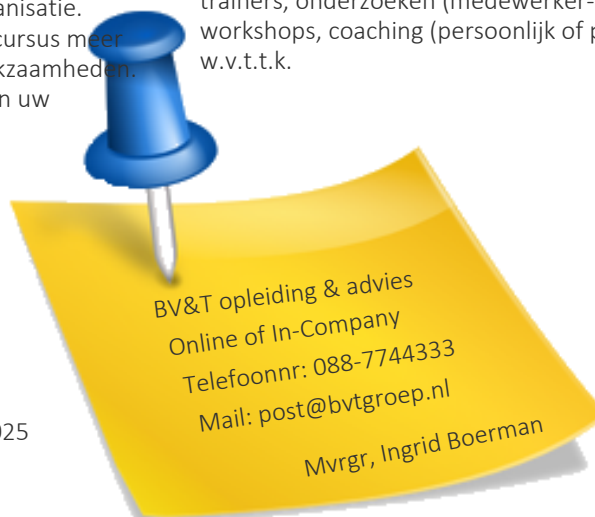 anisatie.
cursus meer
kzaamheden.
n uw
trainers, onderzoeken (medewerker-
workshops, coaching (persoonlijk of p
w.v.t.t.k.
BV&T opleiding & advies
Online of In-Company
Telefoonnr: 088-7744333
Mail: post@bvtgroep.nl
Mvrgr, Ingrid Boerman
025